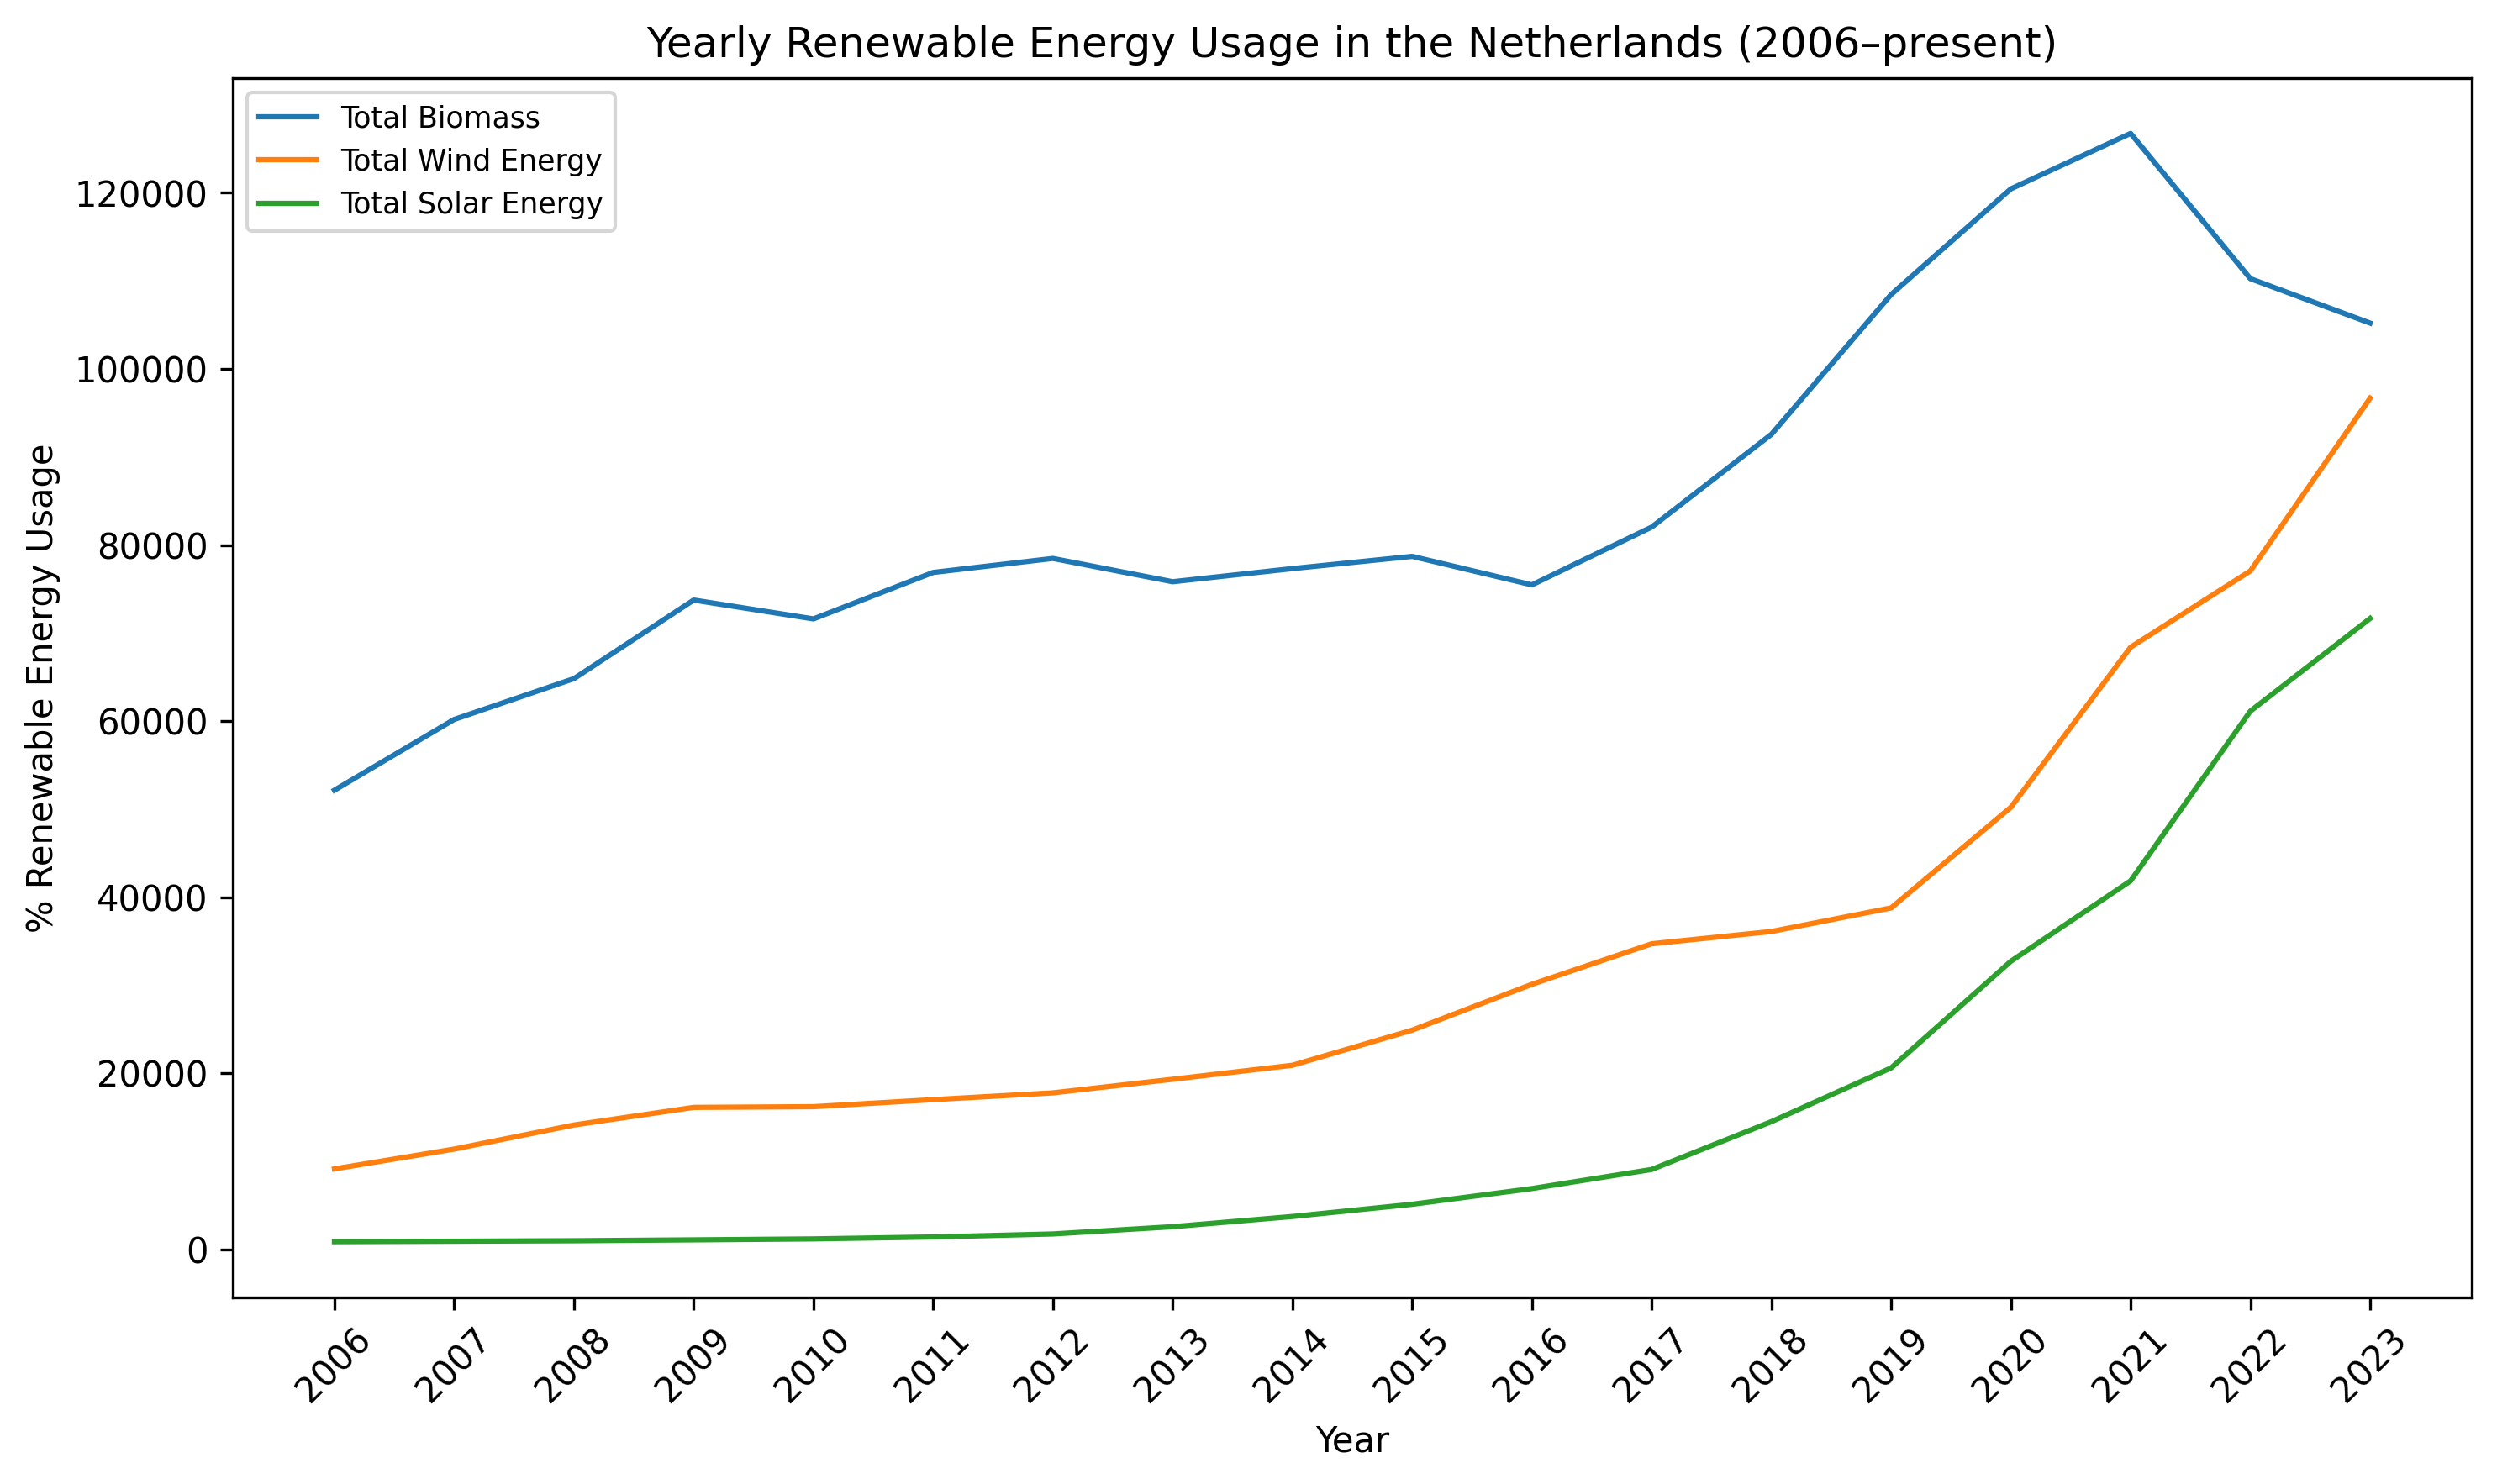 Yearly Renewable Energy Usage in the Netherlands (2006–present)
Total Biomass
Total Wind Energy
Total Solar Energy
% Renewable Energy Usage
120000
100000
80000
60000
40000
20000
0
2006 2007 2008 2009 2010 2011 2012 2013 2014 2015 2016 2017 2018 2019 2020 2021 2022 2023
Year